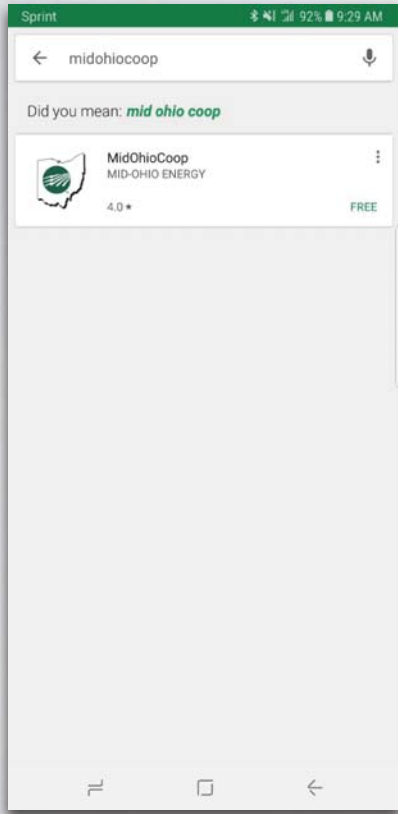 Sprint 92% 9:29 AM
midohiocoop
Did you mean: mid ohio coop
MidOhioCoop
MID-OHIO ENERGY
4.0★ FREE